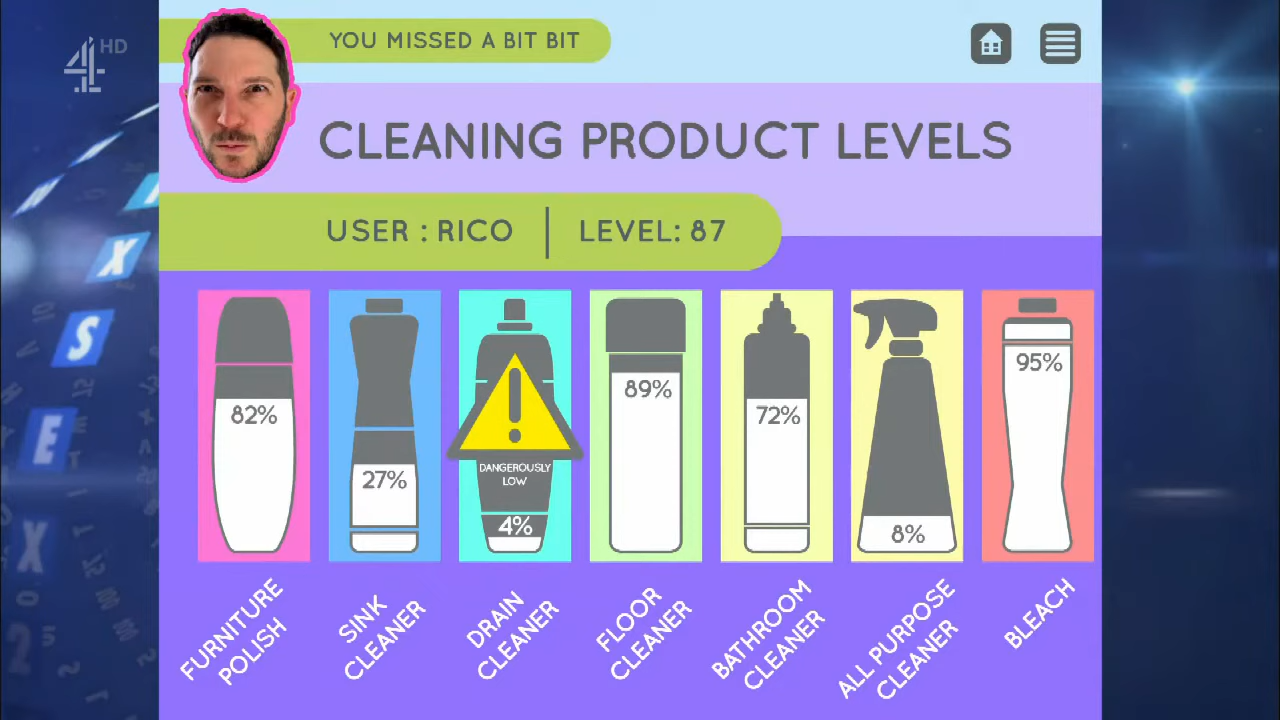 HD
YOU MISSED A BIT BIT
CLEANING PRODUCT LEVELS
USER : RICO | LEVEL: 87
82%
27%
DANGEROUSLY
LOW
4%
89%
72%
8%
95%
FURNITURE
POLISH
SINK
CLEANER
DRAIN
CLEANER
FLOOR
CLEANER
BATHROOM
CLEANER
ALL PURPOSE
CLEANER
BLEACH
X
S
E
X